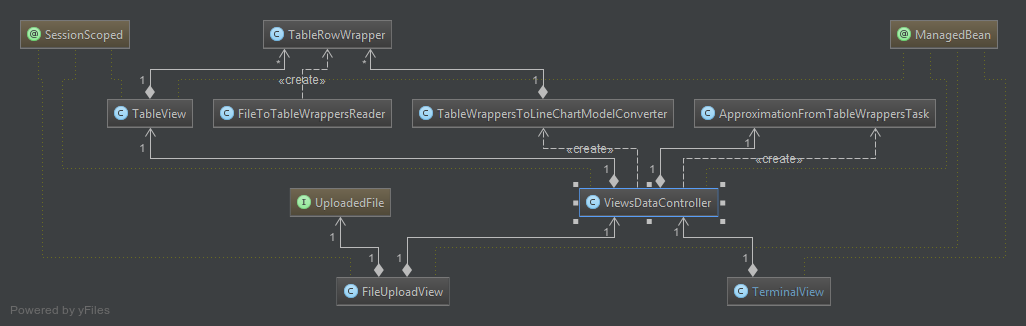 @ SessionScoped
C TableRowWrapper
@ ManagedBean
* *
1 «create» 1
C TableView
C FileToTableWrappersReader
C TableWrappersToLineChartModelConverter
C ApproximationFromTableWrappersTask
1 «create» 1 «create»
1 1
I UploadedFile
C ViewsDataController
1 1 1
1 1 1
C FileUploadView
C TerminalView
Powered by yFiles